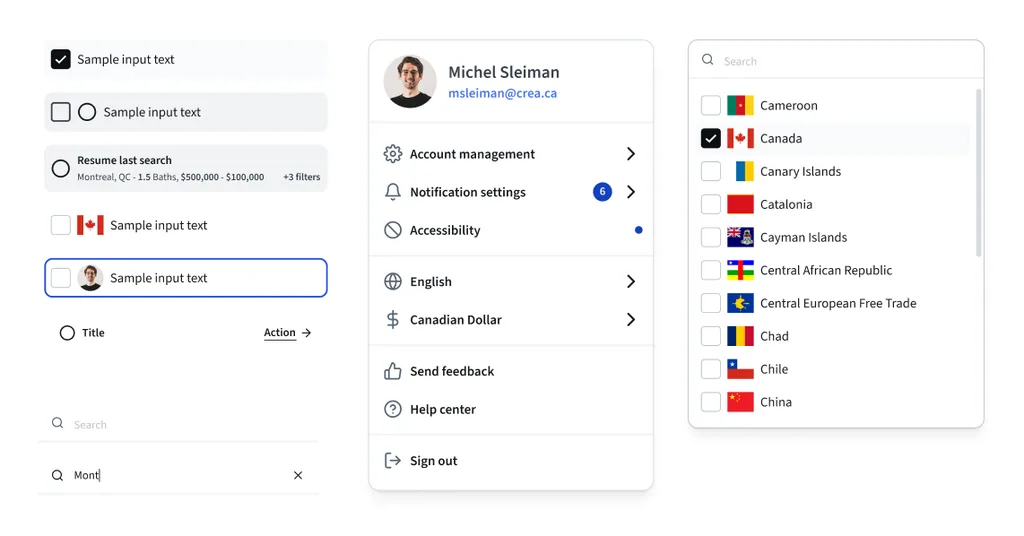 Sample input text
Sample input text
Resume last search
Montreal, QC - 1.5 Baths, $500,000 - $100,000 +3 filters
Sample input text
Sample input text
Title Action
Search
Mont
Michel Sleiman
msleiman@crea.ca
Account management
Notification settings 6
Accessibility
English
Canadian Dollar
Send feedback
Help center
Sign out
Search
Cameroon
Canada
Canary Islands
Catalonia
Cayman Islands
Central African Republic
Central European Free Trade
Chad
Chile
China